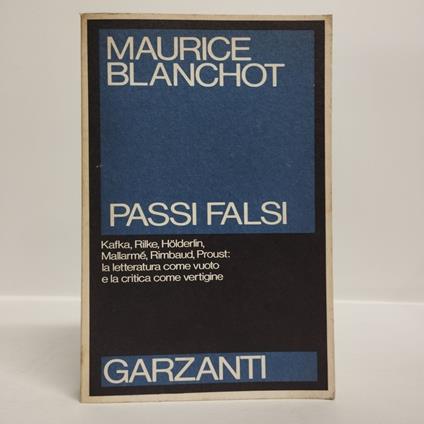 MAURICE
BLANCHOT
PASSI FALSI
Kafka, Rilke, Hölderlin,
Mallarmé, Rimbaud, Proust:
la letteratura come vuoto
e la critica come vertigine
GARZANTI